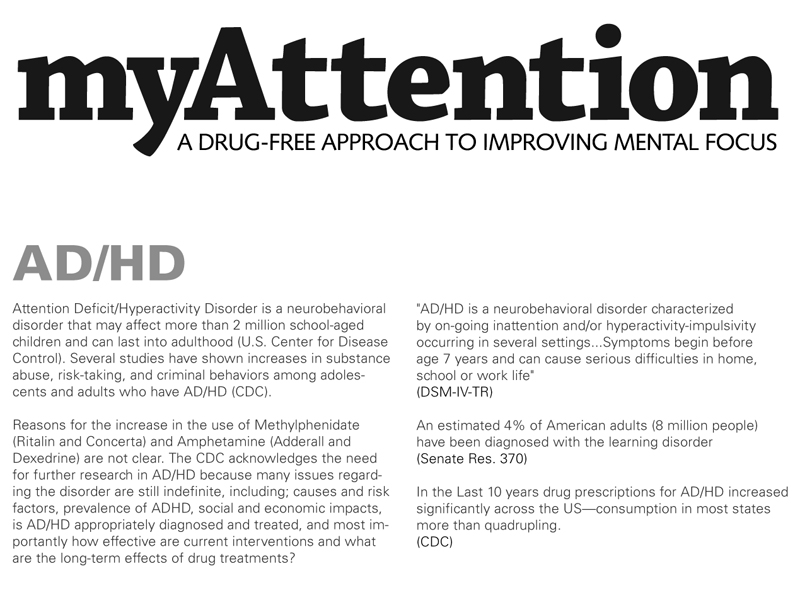 myAttention
A DRUG-FREE APPROACH TO IMPROVING MENTAL FOCUS
AD/HD
Attention Deficit/Hyperactivity Disorder is a neurobehavioral
disorder that may affect more than 2 million school-aged
children and can last into adulthood (U.S. Center for Disease
Control). Several studies have shown increases in substance
abuse, risk-taking, and criminal behaviors among adoles-
cents and adults who have AD/HD (CDC).
Reasons for the increase in the use of Methylphenidate
(Ritalin and Concerta) and Amphetamine (Adderall and
Dexedrine) are not clear. The CDC acknowledges the need
for further research in AD/HD because many issues regard-
ing the disorder are still indefinite, including; causes and risk
factors, prevalence of ADHD, social and economic impacts,
is AD/HD appropriately diagnosed and treated, and most im-
portantly how effective are current interventions and what
are the long-term effects of drug treatments?
"AD/HD is a neurobehavioral disorder characterized
by on-going inattention and/or hyperactivity-impulsivity
occurring in several settings...Symptoms begin before
age 7 years and can cause serious difficulties in home,
school or work life"
(DSM-IV-TR)
An estimated 4% of American adults (8 million people)
have been diagnosed with the learning disorder
(Senate Res. 370)
In the Last 10 years drug prescriptions for AD/HD increased
significantly across the US—consumption in most states
more than quadrupling.
(CDC)